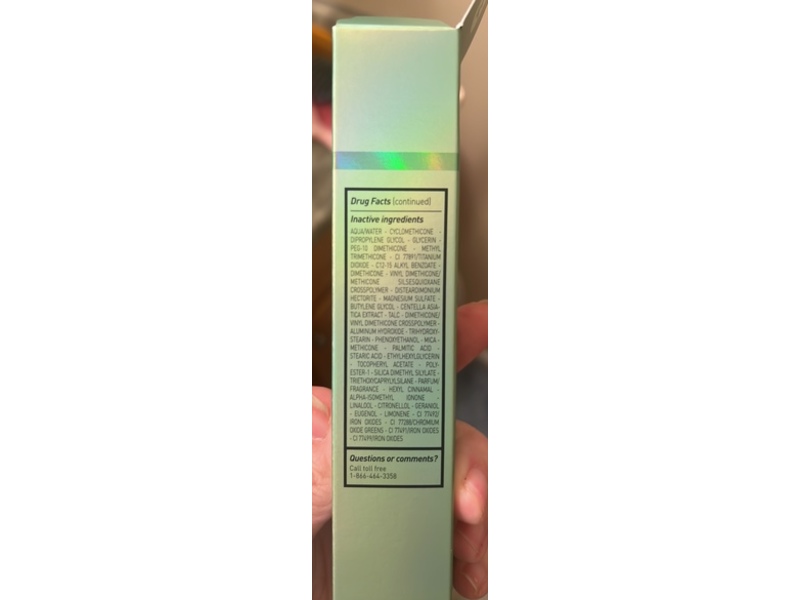 Drug Facts (continued)
Inactive ingredients
AQUA/WATER - CYCLOMETHICONE -
DIPROPYLENE GLYCOL - GLYCERIN -
PEG-10 DIMETHICONE - METHYL
TRIMETHICONE - CI 77891/TITANIUM
DIOXIDE - C12-15 ALKYL BENZOATE -
DIMETHICONE - VINYL DIMETHICONE/
METHICONE SILSESQUIOXANE
CROSSPOLYMER - DISTEARDIMONIUM
HECTORITE - MAGNESIUM SULFATE -
BUTYLENE GLYCOL - CENTELLA ASIA-
TICA EXTRACT - TALC - DIMETHICONE/
VINYL DIMETHICONE CROSSPOLYMER -
ALUMINUM HYDROXIDE - TRIHYDROXY-
STEARIN - PHENOXYETHANOL - MICA -
METHICONE - PALMITIC ACID -
STEARIC ACID - ETHYLHEXYLGLYCERIN
- TOCOPHERYL ACETATE - POLY-
ESTER-1 - SILICA DIMETHYL SILYLATE -
TRIETHOXYCAPRYLYLSILANE - PARFUM/
FRAGRANCE - HEXYL CINNAMAL -
ALPHA-ISOMETHYL IONONE -
LINALOOL - CITRONELLOL - GERANIOL
- EUGENOL - LIMONENE - CI 77492/
IRON OXIDES - CI 77288/CHROMIUM
OXIDE GREENS - CI 77491/IRON OXIDES
- CI 77499/IRON OXIDES
Questions or comments?
Call toll free
1-866-464-3358